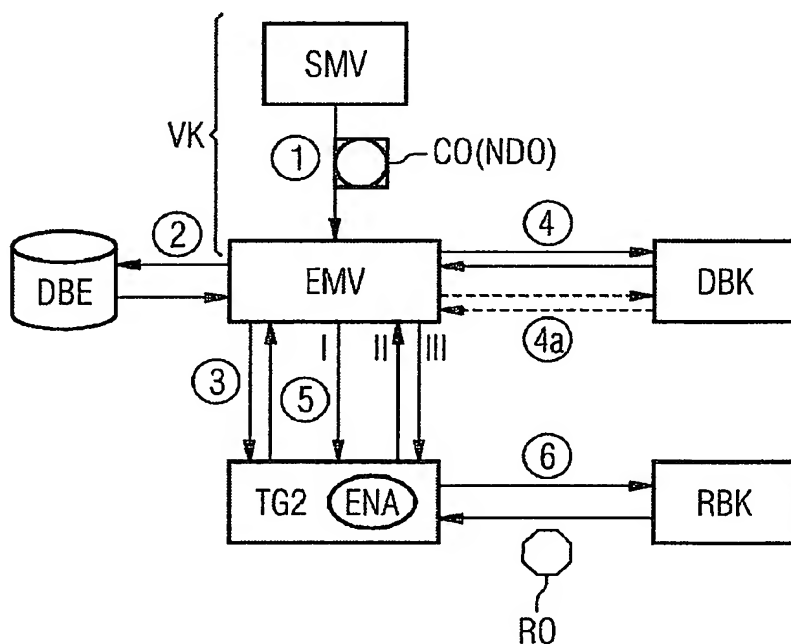 SMV
VK
1
CO(NDO)
2
4
DBE
EMV
DBK
4a
I
II
III
3
5
6
TG2
ENA
RBK
RO